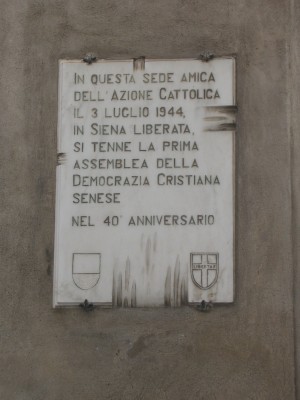 IN QUESTA SEDE AMICA
DELL'AZIONE CATTOLICA
IL 3 LUGLIO 1944,
IN SIENA LIBERATA,
SI TENNE LA PRIMA
ASSEMBLEA DELLA
DEMOCRAZIA CRISTIANA
SENESE
NEL 40° ANNIVERSARIO
LIBERTAS